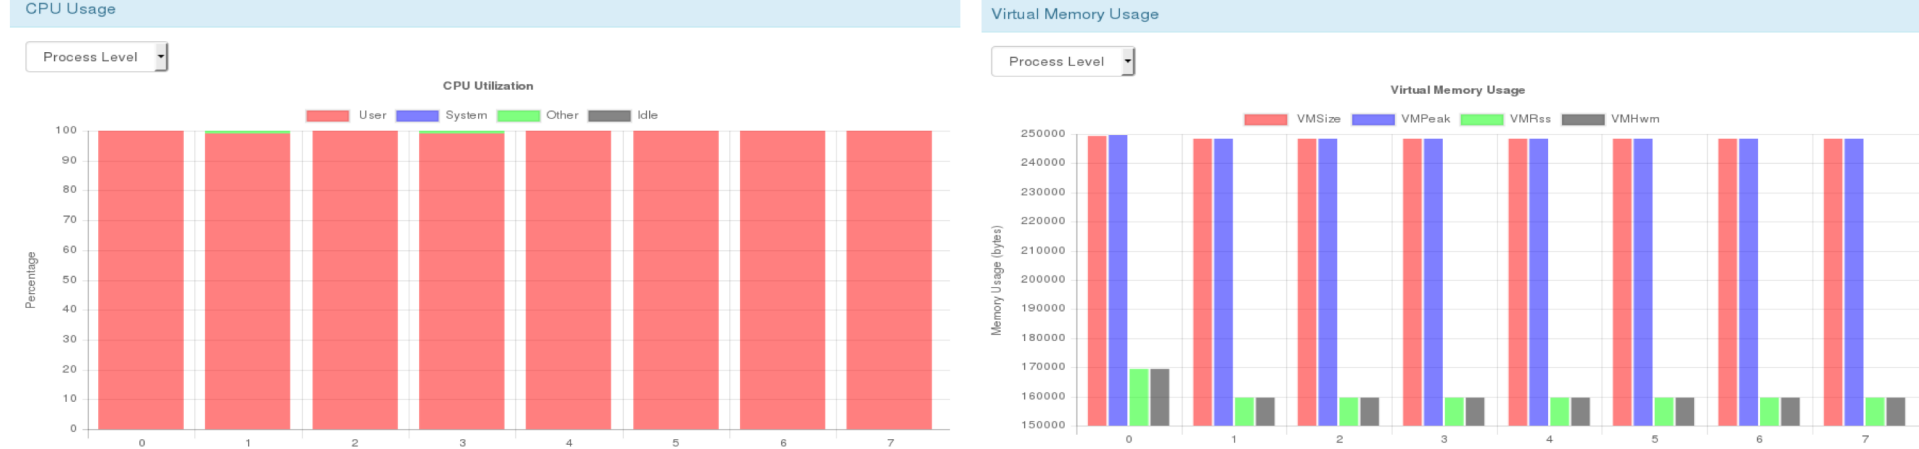 CPU Usage
Process Level
CPU Utilization
User System Other Idle
100
90
80
70
60
50
40
30
20
10
0
Percentage
0 1 2 3 4 5 6 7
Virtual Memory Usage
Process Level
Virtual Memory Usage
VMSize VMPeak VMRss VMHwm
250000
240000
230000
220000
210000
200000
190000
180000
170000
160000
150000
Memory Usage (bytes)
0 1 2 3 4 5 6 7